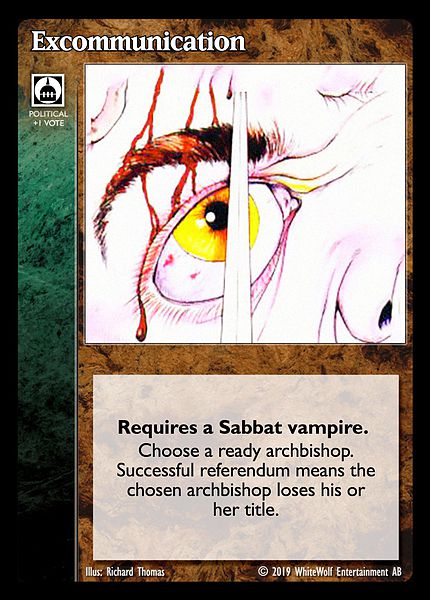 Excommunication
POLITICAL
+1 VOTE
Requires a Sabbat vampire.
Choose a ready archbishop.
Successful referendum means the
chosen archbishop loses his or
her title.
Illus: Richard Thomas
© 2019 WhiteWolf Entertainment AB